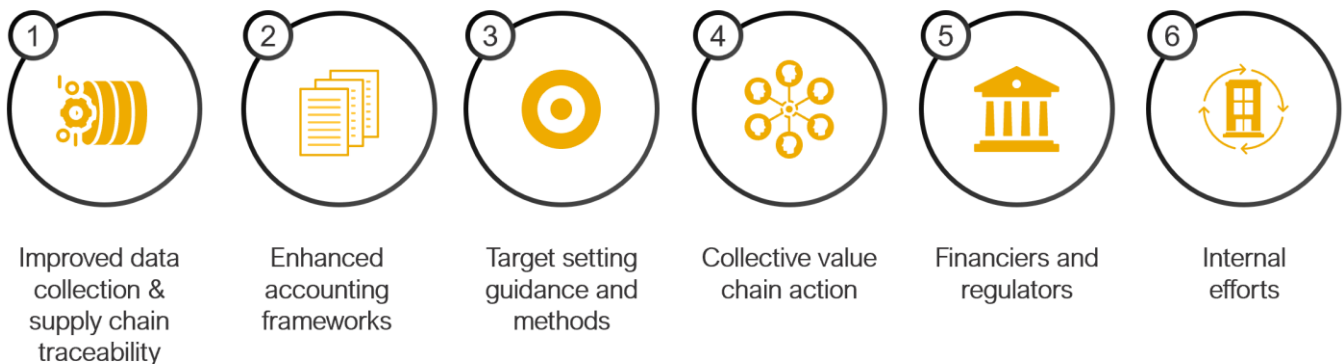 1
Improved data
collection &
supply chain
traceability
2
Enhanced
accounting
frameworks
3
Target setting
guidance and
methods
4
Collective value
chain action
5
Financiers and
regulators
6
Internal
efforts